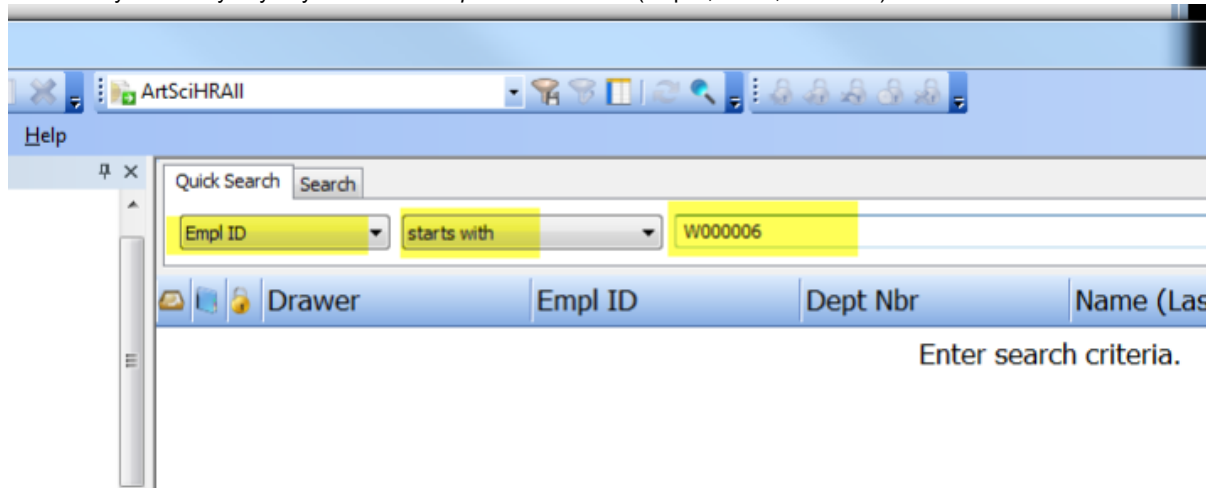 ArtSciHRAll
Help
Quick Search Search
Empl ID starts with W000006
Drawer Empl ID Dept Nbr Name (Las
Enter search criteria.